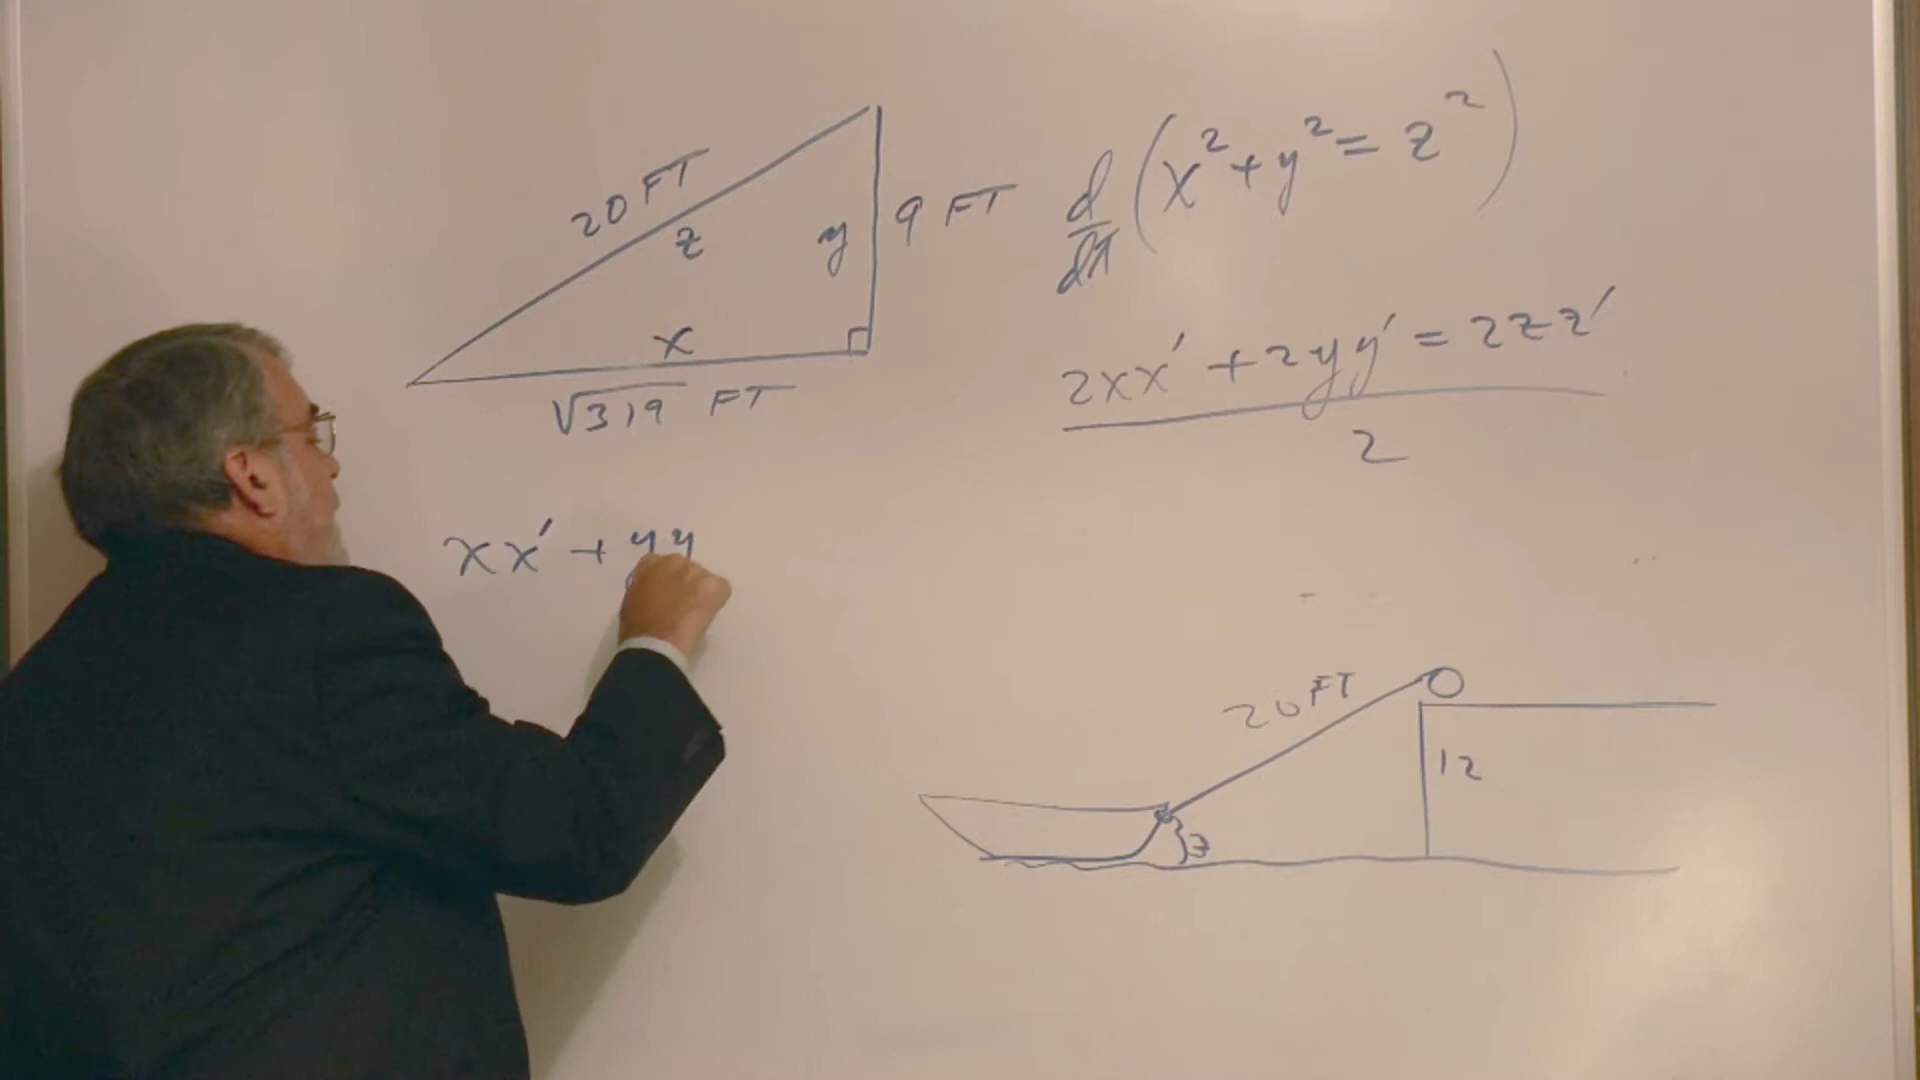 20 FT
z
y
9 FT
x
√319 FT
d/dt (x² + y² = z²)
2xx' + 2yy' = 2zz'
2
xx' + yy
20 FT
12
3